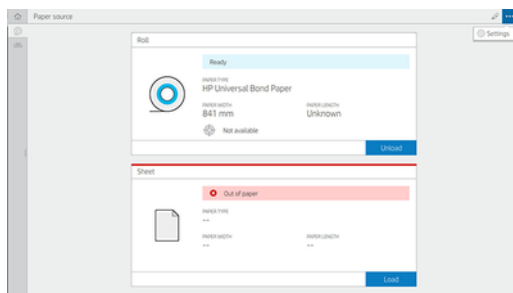 Paper source
Settings
Roll
Ready
PAPER TYPE
HP Universal Bond Paper
PAPER WIDTH
PAPER LENGTH
841 mm
Unknown
Not available
Unload
Sheet
Out of paper
PAPER TYPE
--
PAPER WIDTH
PAPER LENGTH
--
--
Load